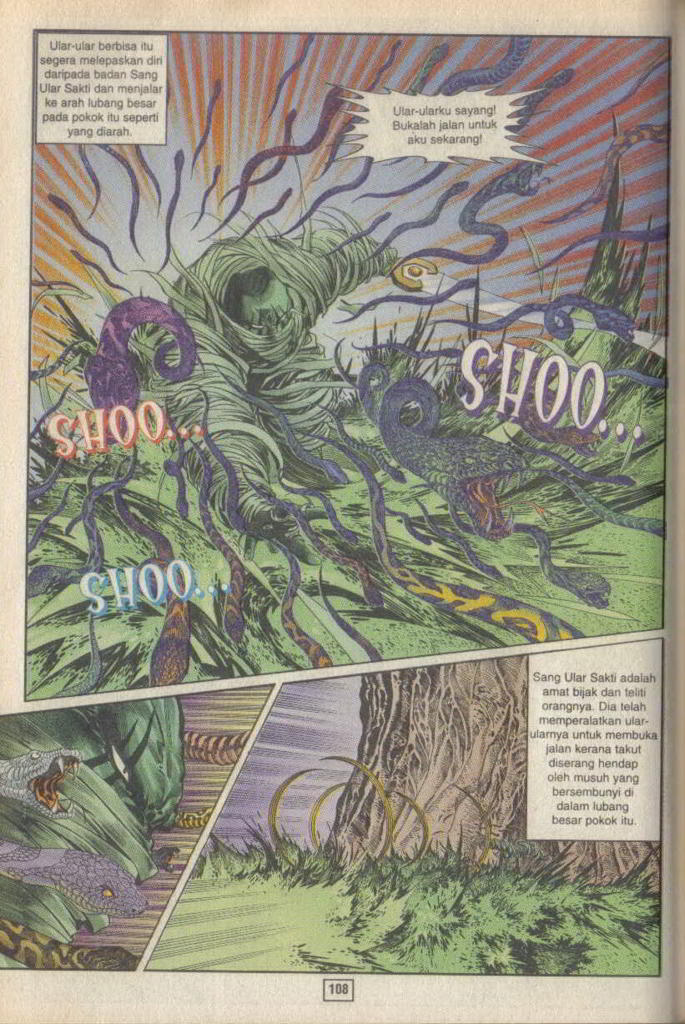 Ular-ular berbisa itu
segera melepaskan diri
daripada badan Sang
Ular Sakti dan menjalar
ke arah lubang besar
pada pokok itu seperti
yang diarah.
Ular-ularku sayang!
Bukalah jalan untuk
aku sekarang!
SHOO...
SHOO...
SHOO...
Sang Ular Sakti adalah
amat bijak dan teliti
orangnya. Dia telah
memperalatkan ular-
ularnya untuk membuka
jalan kerana takut
diserang hendap
oleh musuh yang
bersembunyi di
dalam lubang
besar pokok itu.
108